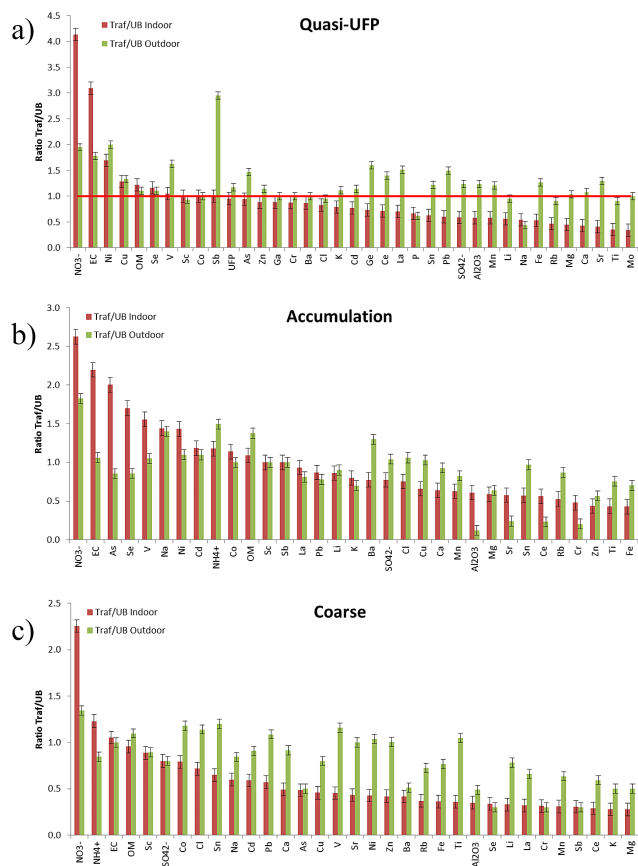 a)
Quasi-UFP
Traf/UB Indoor
Traf/UB Outdoor
Ratio Traf/UB
4.5
4.0
3.5
3.0
2.5
2.0
1.5
1.0
0.5
0.0
NO3- EC Ni Cu OM Se V Sc Co Sb UFP As Zn Ga Cr Ba Cl K Cd Ge Ce La P Sn Pb SO42- Al2O3 Mn Li Na Fe Rb Mg Ca Sr Ti Mo
b)
Accumulation
Traf/UB Indoor
Traf/UB Outdoor
Ratio Traf/UB
3.0
2.5
2.0
1.5
1.0
0.5
0.0
NO3- EC As Se V Na Ni Cd NH4+ Co OM Sc Sb La Pb Li K Ba SO42- Cl Cu Ca Mn Al2O3 Mg Sr Sn Ce Rb Cr Zn Ti Fe
c)
Coarse
Traf/UB Indoor
Traf/UB Outdoor
Ratio Traf/UB
2.5
2.0
1.5
1.0
0.5
0.0
NO3- NH4+ EC OM Sc SO42- Co Cl Sn Na Cd Pb Ca As Cu V Sr Ni Zn Ba Rb Fe Ti Al2O3 Se Li La Cr Mn Sb Ce K Mg